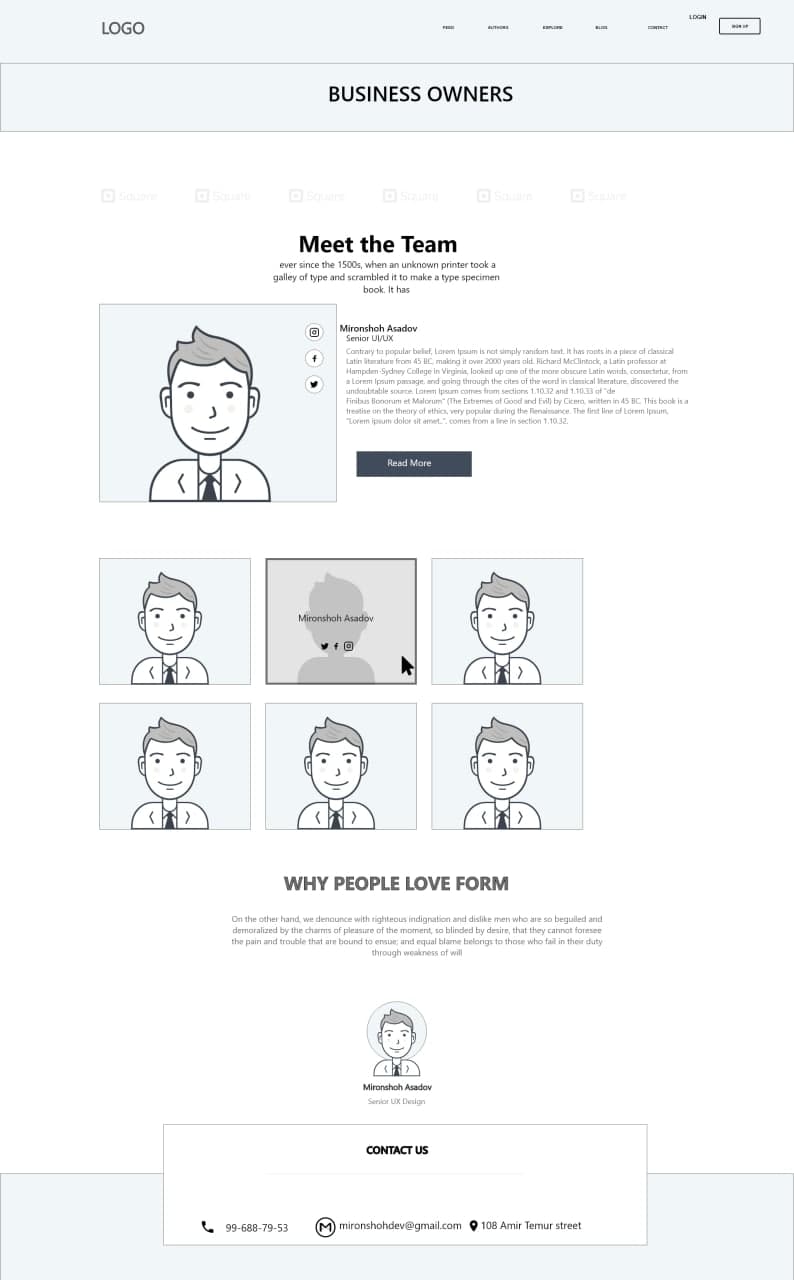 LOGO
FEED AUTHORS EXPLORE BLOG CONTACT LOGIN SIGN UP
BUSINESS OWNERS
Square Square Square Square Square Square
Meet the Team
ever since the 1500s, when an unknown printer took a
galley of type and scrambled it to make a type specimen
book. It has
Mironshoh Asadov
Senior UI/UX
Contrary to popular belief, Lorem Ipsum is not simply random text. It has roots in a piece of classical
Latin literature from 45 BC, making it over 2000 years old. Richard McClintock, a Latin professor at
Hampden-Sydney College in Virginia, looked up one of the more obscure Latin words, consectetur, from
a Lorem Ipsum passage, and going through the cites of the word in classical literature, discovered the
undoubtable source. Lorem Ipsum comes from sections 1.10.32 and 1.10.33 of "de
Finibus Bonorum et Malorum" (The Extremes of Good and Evil) by Cicero, written in 45 BC. This book is a
treatise on the theory of ethics, very popular during the Renaissance. The first line of Lorem Ipsum,
"Lorem ipsum dolor sit amet..", comes from a line in section 1.10.32.
Read More
Mironshoh Asadov
WHY PEOPLE LOVE FORM
On the other hand, we denounce with righteous indignation and dislike men who are so beguiled and
demoralized by the charms of pleasure of the moment, so blinded by desire, that they cannot foresee
the pain and trouble that are bound to ensue; and equal blame belongs to those who fail in their duty
through weakness of will
Mironshoh Asadov
Senior UX Design
CONTACT US
99-688-79-53 mironshohdev@gmail.com 108 Amir Temur street